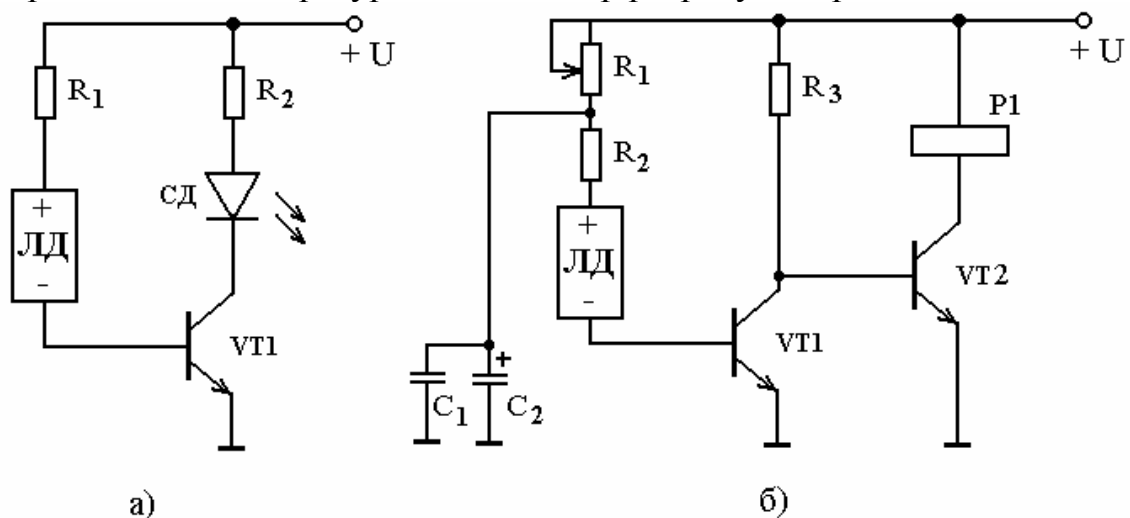 + U
R1
R2
СД
+
ЛД
-
VT1
а)
+ U
R1
R2
R3
P1
+
ЛД
-
VT1
VT2
C1
+
C2
б)